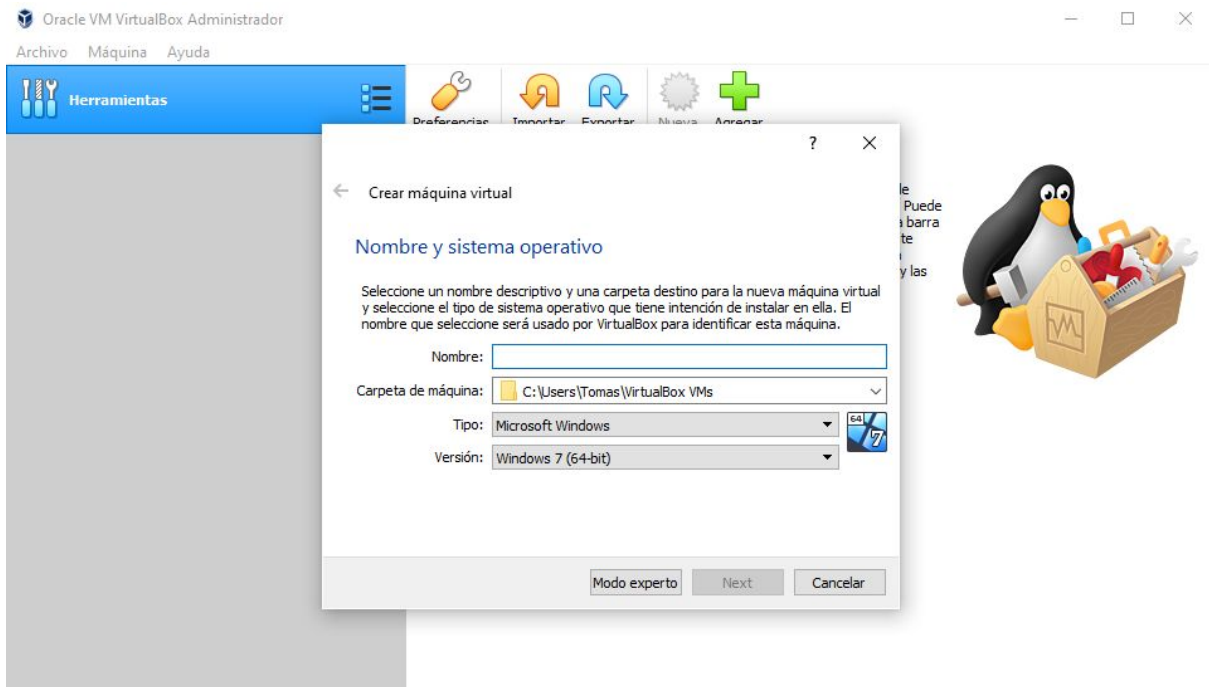 Oracle VM VirtualBox Administrador
Archivo Máquina Ayuda
Herramientas
Preferencias Importar Exportar Nueva Agregar
?
Crear máquina virtual
Nombre y sistema operativo
Seleccione un nombre descriptivo y una carpeta destino para la nueva máquina virtual
y seleccione el tipo de sistema operativo que tiene intención de instalar en ella. El
nombre que seleccione será usado por VirtualBox para identificar esta máquina.
Nombre:
Carpeta de máquina: C:\Users\Tomas\VirtualBox VMs
Tipo: Microsoft Windows
64
7
Versión: Windows 7 (64-bit)
Modo experto Next Cancelar
Puede
barra
y las